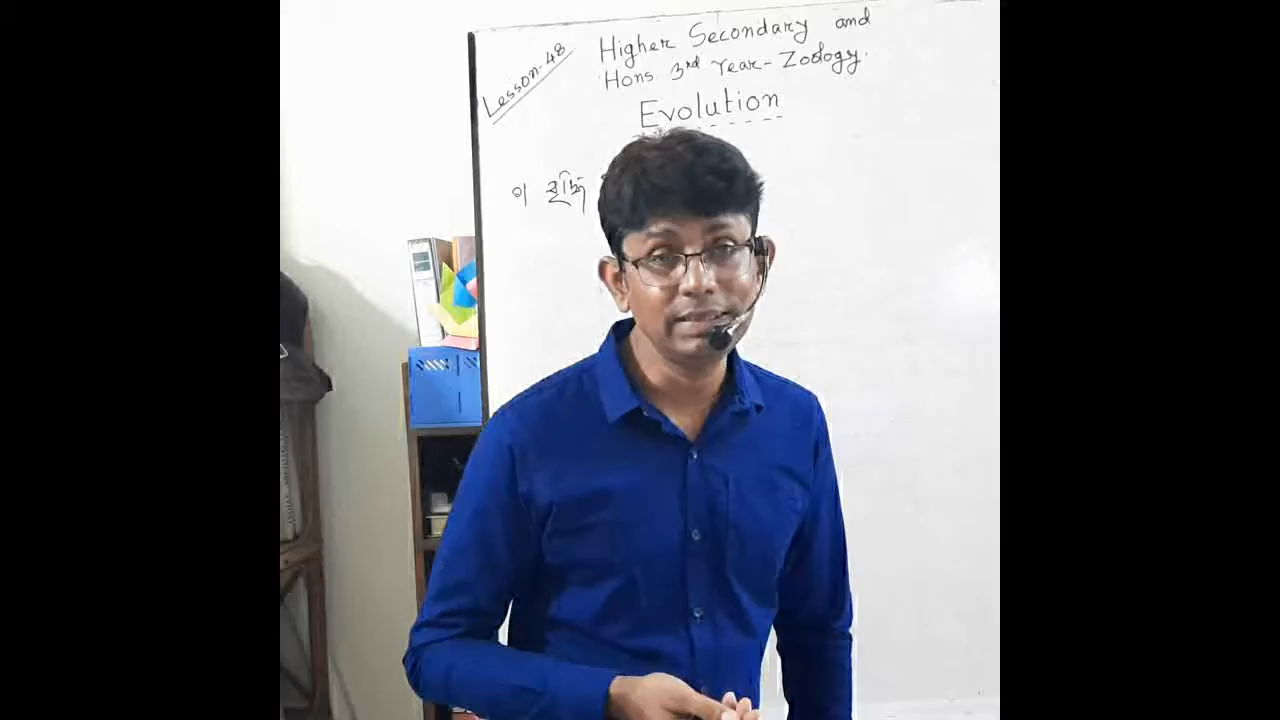 Lesson-48
Higher Secondary and
Hons 3rd Year - Zoology.
Evolution